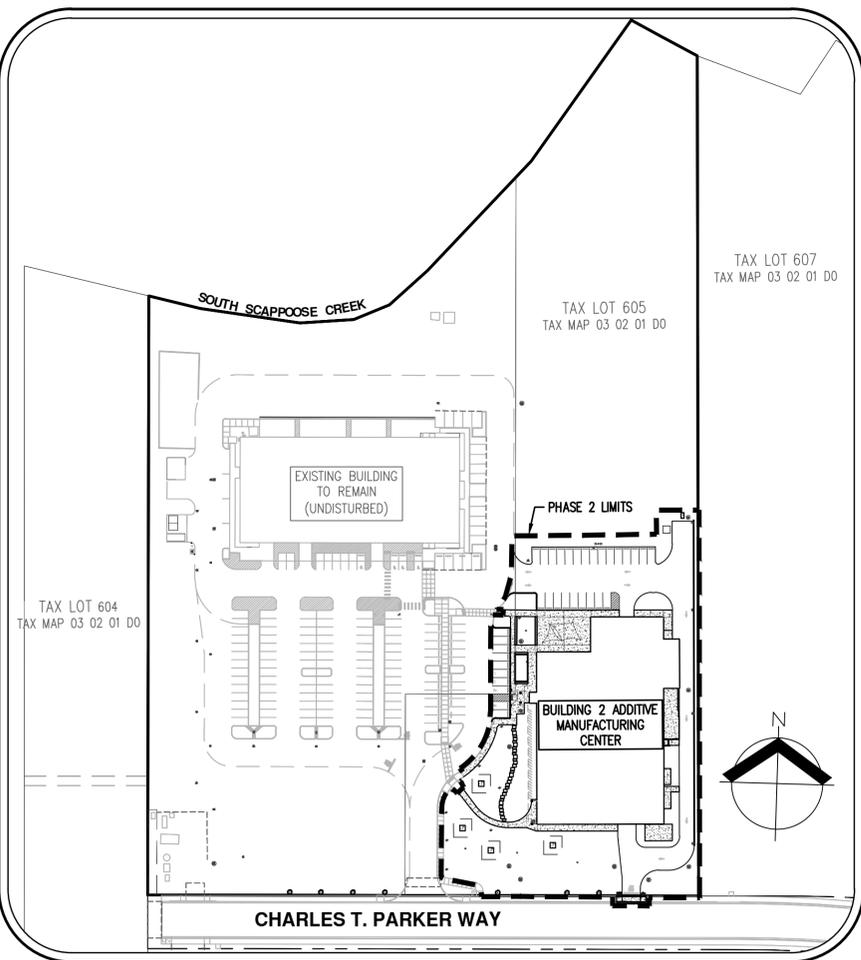 TAX LOT 607
TAX MAP 03 02 01 D0
SOUTH SCAPPOOSE CREEK
TAX LOT 605
TAX MAP 03 02 01 D0
EXISTING BUILDING
TO REMAIN
(UNDISTURBED)
PHASE 2 LIMITS
TAX LOT 604
TAX MAP 03 02 01 D0
BUILDING 2 ADDITIVE
MANUFACTURING
CENTER
N
CHARLES T. PARKER WAY